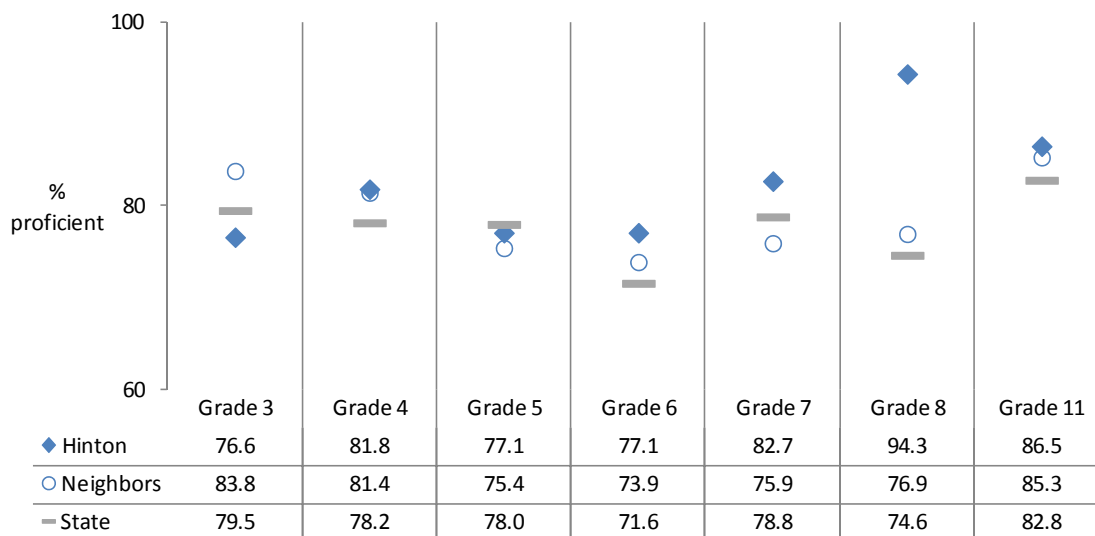 100
80
60
%
proficient
Grade 3 Grade 4 Grade 5 Grade 6 Grade 7 Grade 8 Grade 11
Hinton 76.6 81.8 77.1 77.1 82.7 94.3 86.5
Neighbors 83.8 81.4 75.4 73.9 75.9 76.9 85.3
State 79.5 78.2 78.0 71.6 78.8 74.6 82.8